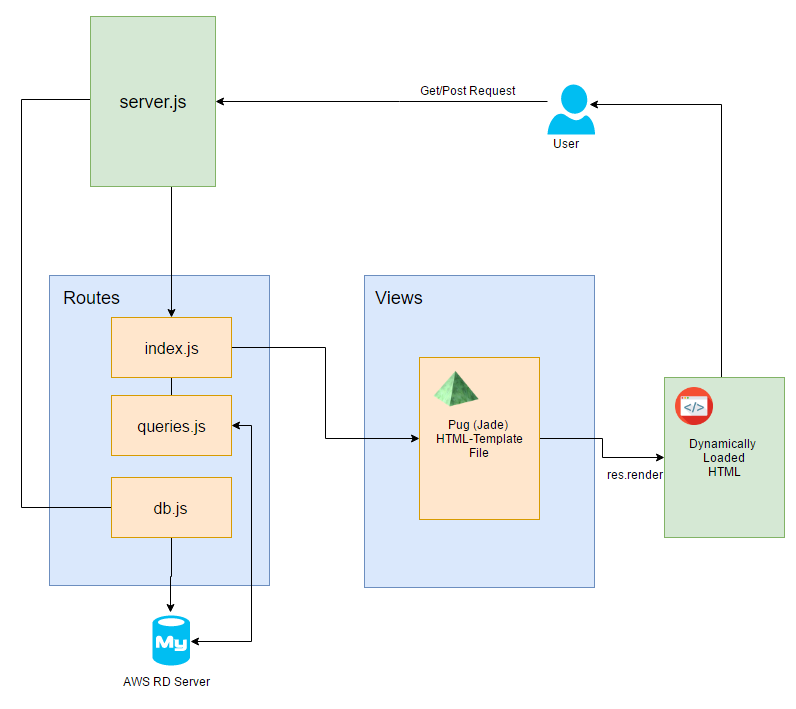 server.js
Get/Post Request
User
Routes
index.js
queries.js
db.js
Views
Pug (Jade)
HTML-Template
File
res.render
</>
Dynamically
Loaded
HTML
My
AWS RD Server